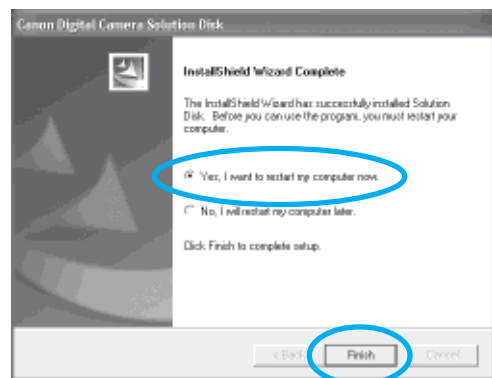 Canon Digital Camera Solution Disk
InstallShield Wizard Complete
The InstallShield Wizard has successfully installed Solution
Disk. Before you can use the program, you must restart your
computer.
Yes, I want to restart my computer now.
No, I will restart my computer later.
Click Finish to complete setup.
< Back Finish Cancel